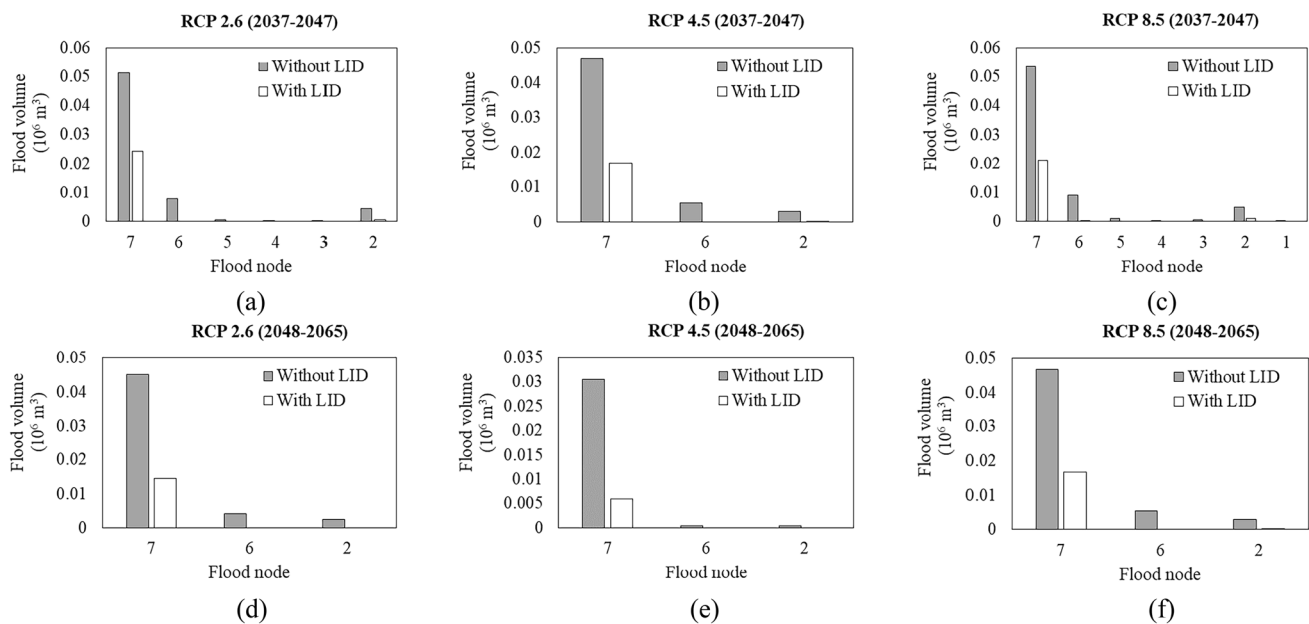 RCP 2.6 (2037-2047)
Flood volume
(10⁶ m³)
0.06
0.05
0.04
0.03
0.02
0.01
0
Without LID
With LID
7 6 5 4 3 2
Flood node
(a)
RCP 4.5 (2037-2047)
Flood volume
(10⁶ m³)
0.05
0.04
0.03
0.02
0.01
0
Without LID
With LID
7 6 2
Flood node
(b)
RCP 8.5 (2037-2047)
Flood volume
(10⁶ m³)
0.06
0.05
0.04
0.03
0.02
0.01
0
Without LID
With LID
7 6 5 4 3 2 1
Flood node
(c)
RCP 2.6 (2048-2065)
Flood volume
(10⁶ m³)
0.05
0.04
0.03
0.02
0.01
0
Without LID
With LID
7 6 2
Flood node
(d)
RCP 4.5 (2048-2065)
Flood volume
(10⁶ m³)
0.035
0.03
0.025
0.02
0.015
0.01
0.005
0
Without LID
With LID
7 6 2
Flood node
(e)
RCP 8.5 (2048-2065)
Flood volume
(10⁶ m³)
0.05
0.04
0.03
0.02
0.01
0
Without LID
With LID
7 6 2
Flood node
(f)